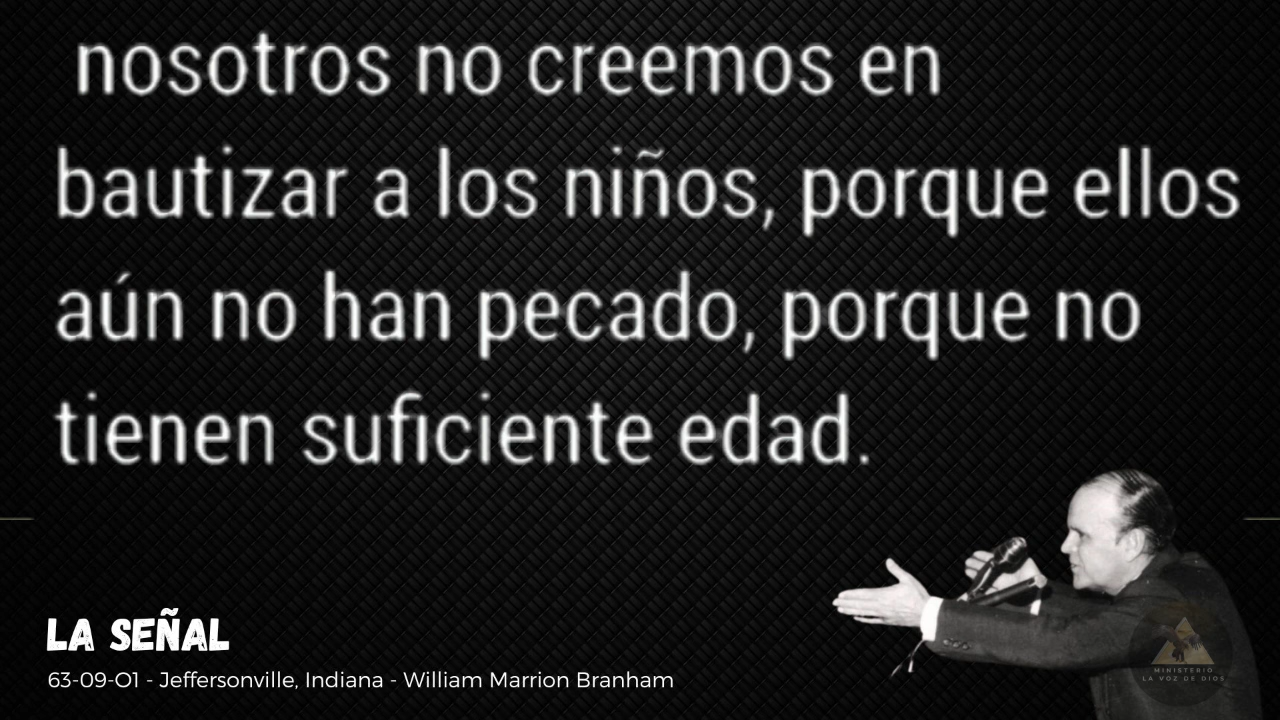 nosotros no creemos en
bautizar a los niños, porque ellos
aún no han pecado, porque no
tienen suficiente edad.
LA SEÑAL
63-09-01 - Jeffersonville, Indiana - William Marrion Branham
MINISTERIO
LA VOZ DE DIOS